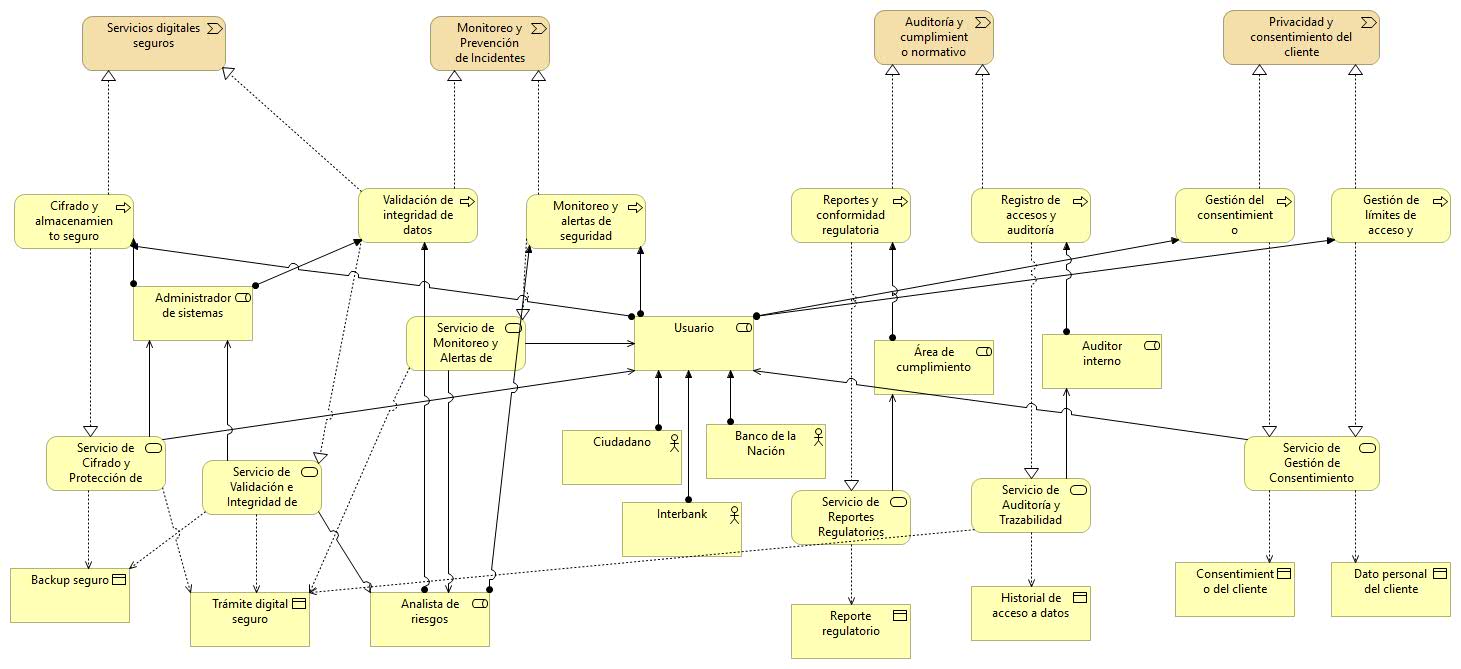 Servicios digitales
seguros
Monitoreo y
Prevención
de Incidentes
Auditoría y
cumplimient
o normativo
Privacidad y
consentimiento del
cliente
Cifrado y
almacenamien
to seguro
Validación de
integridad de
datos
Monitoreo y
alertas de
seguridad
Reportes y
conformidad
regulatoria
Registro de
accesos y
auditoría
Gestión del
consentimient
o
Gestión de
límites de
acceso y
Administrador
de sistemas
Servicio de
Monitoreo y
Alertas de
Usuario
Área de
cumplimiento
Auditor
interno
Ciudadano
Banco de la
Nación
Interbank
Servicio de
Cifrado y
Protección de
Servicio de
Validación e
Integridad de
Servicio de
Reportes
Regulatorios
Servicio de
Auditoría y
Trazabilidad
Servicio de
Gestión de
Consentimiento
Backup seguro
Trámite digital
seguro
Analista de
riesgos
Reporte
regulatorio
Historial de
acceso a datos
Consentimient
o del cliente
Dato personal
del cliente